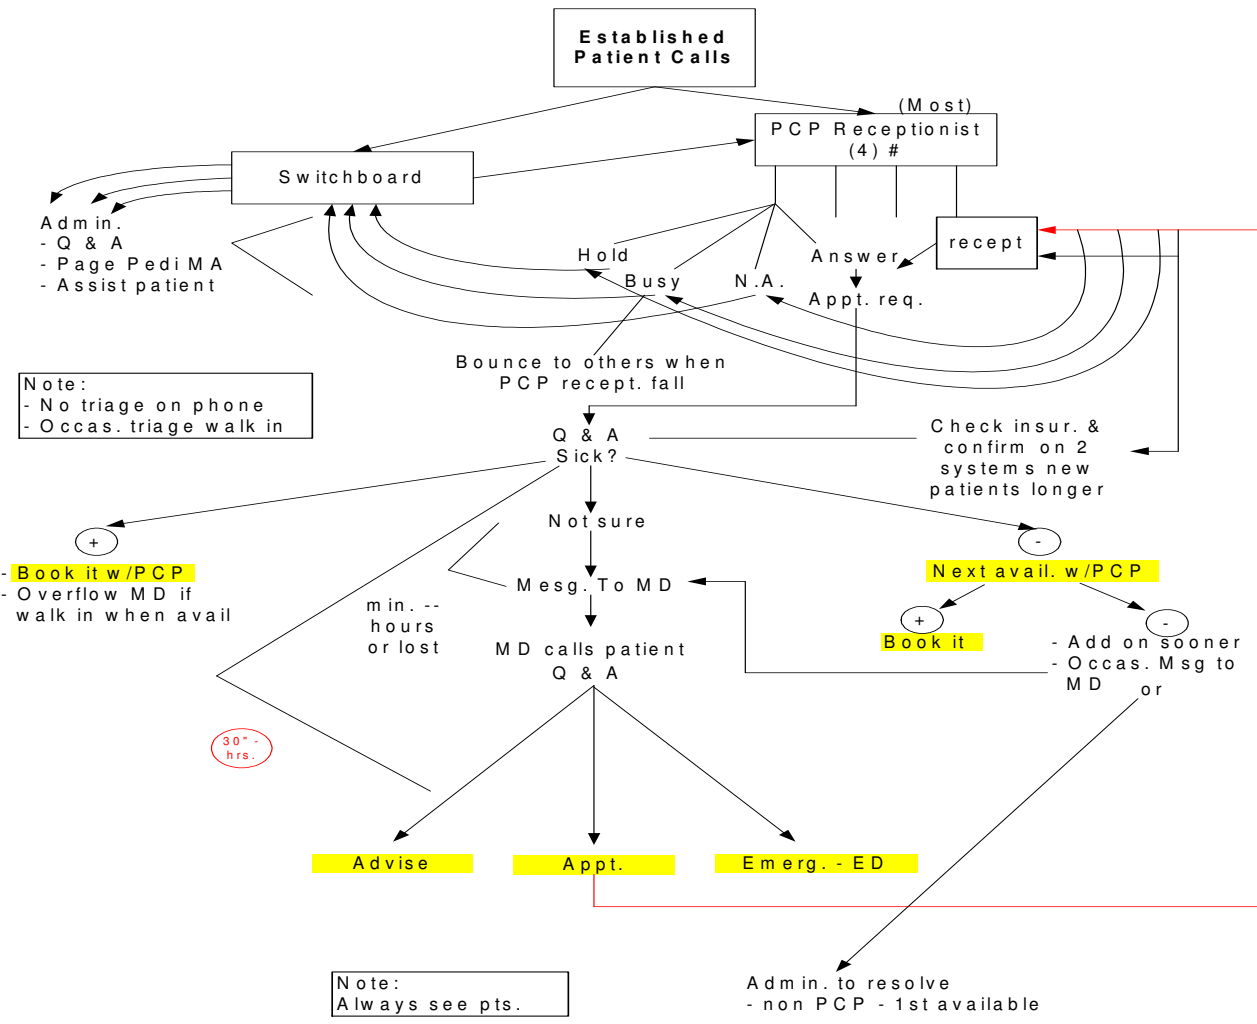 Established
Patient Calls
(Most)
PCP Receptionist
(4) #
Switchboard
Admin.
- Q & A
- Page Pedi MA
- Assist patient
Hold
Busy
N.A.
Answer
Appt. req.
recept
Bounce to others when
PCP recept. fall
Note:
- No triage on phone
- Occas. triage walk in
Q & A
Sick?
Check insur. &
confirm on 2
systems new
patients longer
+
- Book it w/PCP
- Overflow MD if
walk in when avail
Not sure
Mesg. To MD
min. --
hours
or lost
MD calls patient
Q & A
-
Next avail. w/PCP
+
Book it
-
- Add on sooner
- Occas. Msg to
MD or
30" -
hrs.
Advise
Appt.
Emerg. - ED
Note:
Always see pts.
Admin. to resolve
- non PCP - 1st available